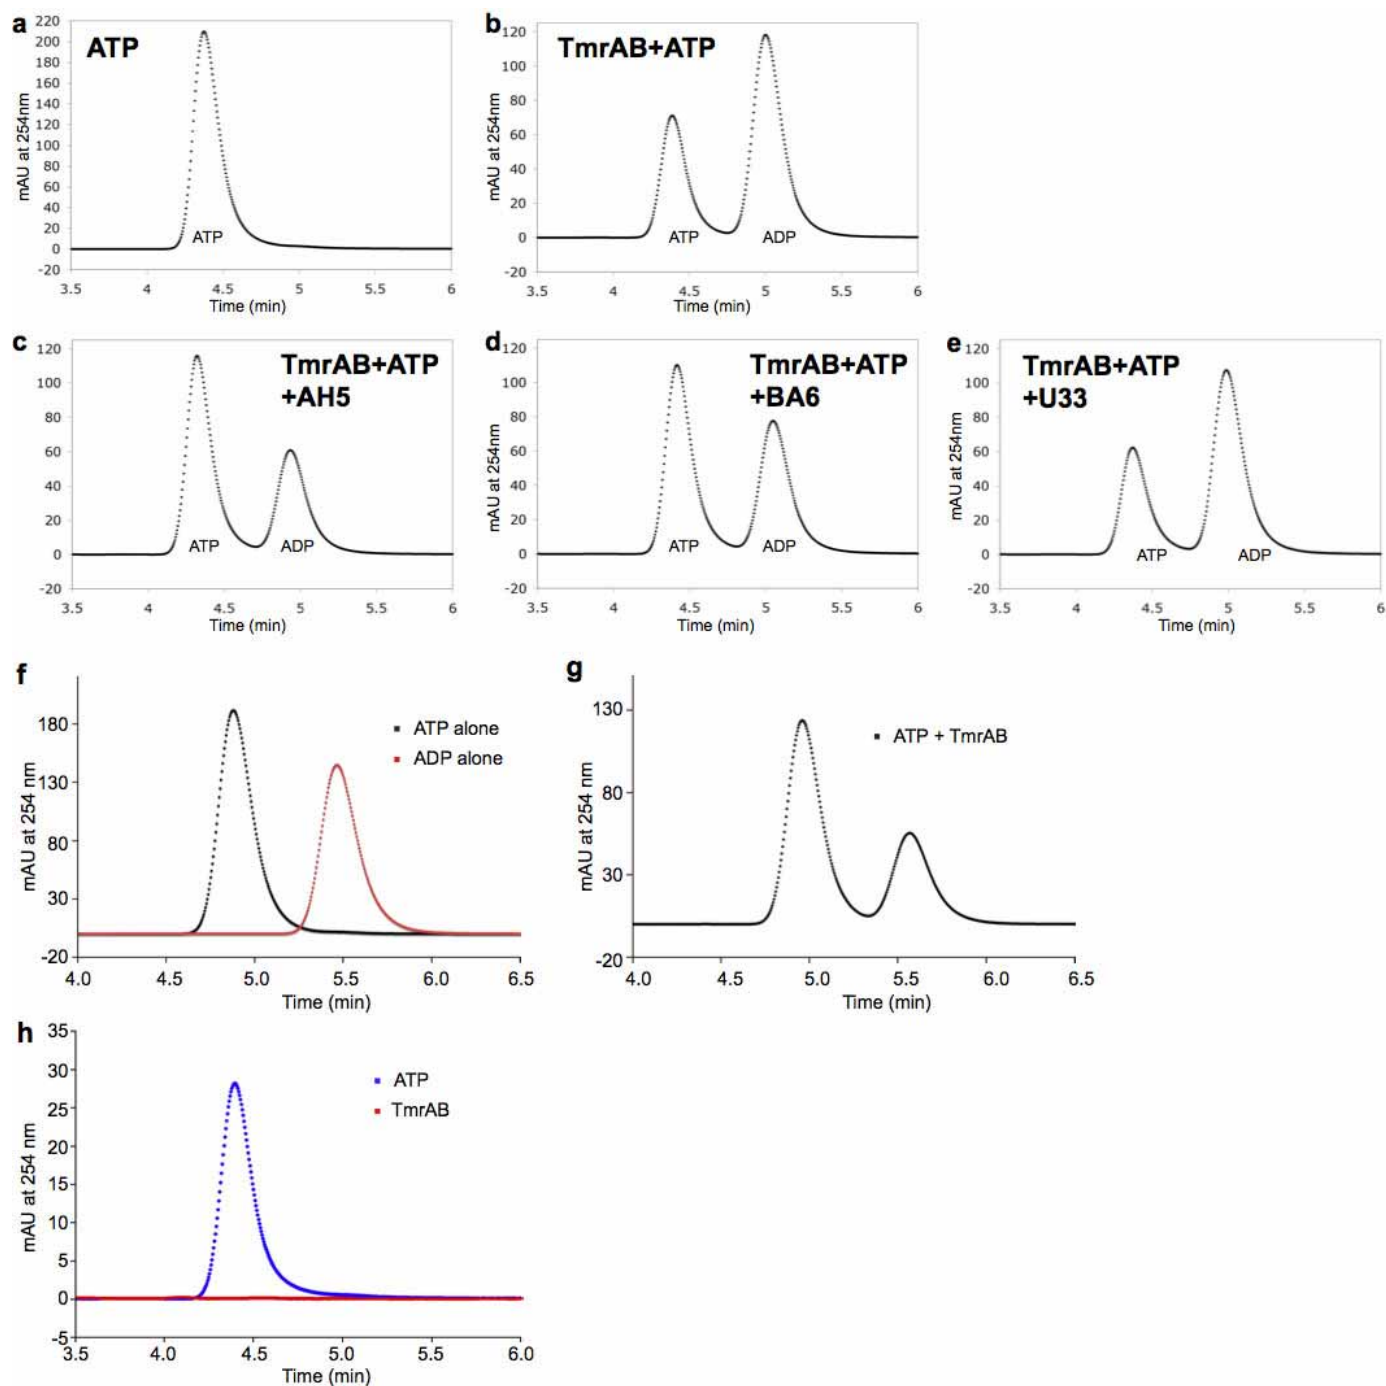 a
ATP
220
200
180
160
140
120
100
80
60
40
20
0
-20
mAU at 254nm
ATP
3.5 4 4.5 5 5.5 6
Time (min)
b
TmrAB+ATP
120
100
80
60
40
20
0
-20
mAU at 254nm
ATP ADP
3.5 4 4.5 5 5.5 6
Time (min)
c
TmrAB+ATP
+AH5
120
100
80
60
40
20
0
-20
mAU at 254nm
ATP ADP
3.5 4 4.5 5 5.5 6
Time (min)
d
TmrAB+ATP
+BA6
120
100
80
60
40
20
0
-20
mAU at 254nm
ATP ADP
3.5 4 4.5 5 5.5 6
Time (min)
e
TmrAB+ATP
+U33
120
100
80
60
40
20
0
-20
mAU at 254nm
ATP ADP
3.5 4 4.5 5 5.5 6
Time (min)
f
180
130
80
30
-20
mAU at 254 nm
ATP alone
ADP alone
4.0 4.5 5.0 5.5 6.0 6.5
Time (min)
g
130
80
30
-20
mAU at 254 nm
ATP + TmrAB
4.0 4.5 5.0 5.5 6.0 6.5
Time (min)
h
35
30
25
20
15
10
5
0
-5
mAU at 254 nm
ATP
TmrAB
3.5 4.0 4.5 5.0 5.5 6.0
Time (min)